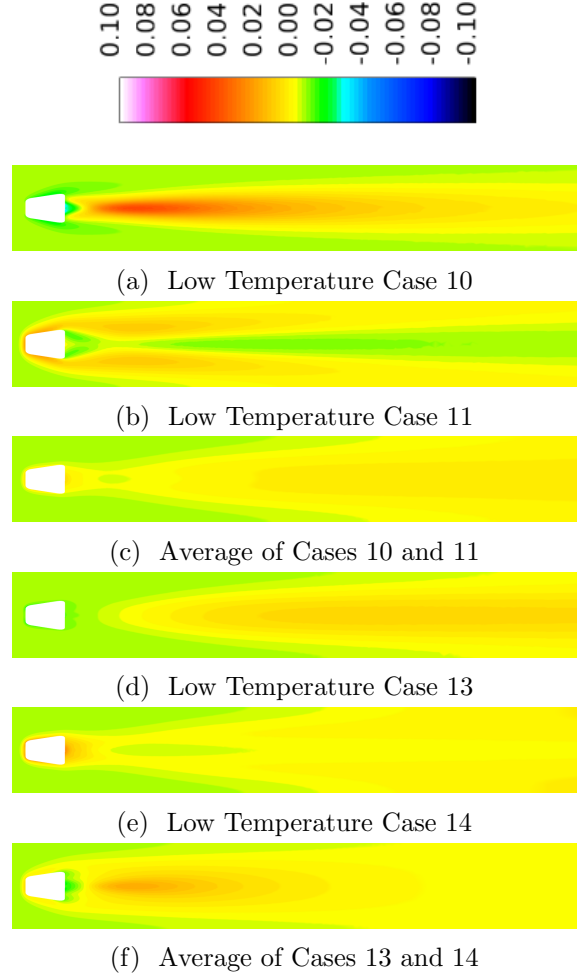 0.10 0.08 0.06 0.04 0.02 0.00 -0.02 -0.04 -0.06 -0.08 -0.10
(a) Low Temperature Case 10
(b) Low Temperature Case 11
(c) Average of Cases 10 and 11
(d) Low Temperature Case 13
(e) Low Temperature Case 14
(f) Average of Cases 13 and 14